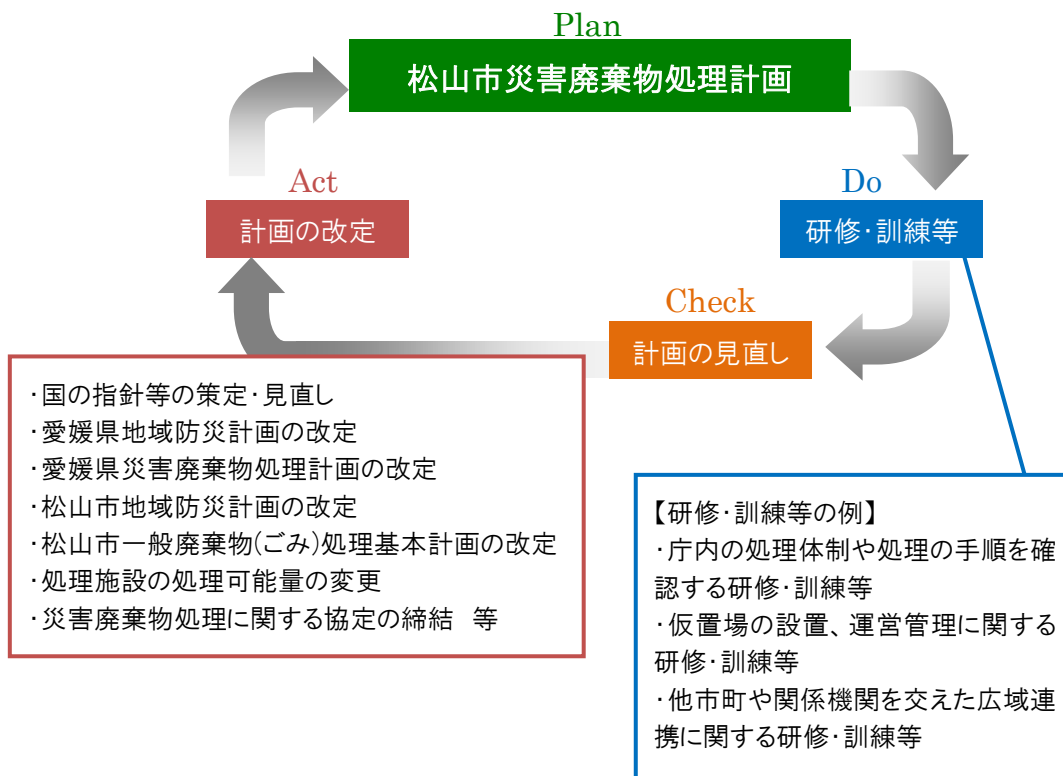 Plan
松山市災害廃棄物処理計画
Act
計画の改定
Do
研修・訓練等
Check
計画の見直し
・国の指針等の策定・見直し
・愛媛県地域防災計画の改定
・愛媛県災害廃棄物処理計画の改定
・松山市地域防災計画の改定
・松山市一般廃棄物(ごみ)処理基本計画の改定
・処理施設の処理可能量の変更
・災害廃棄物処理に関する協定の締結　等
【研修・訓練等の例】
・庁内の処理体制や処理の手順を確
認する研修・訓練等
・仮置場の設置、運営管理に関する
研修・訓練等
・他市町や関係機関を交えた広域連
携に関する研修・訓練等